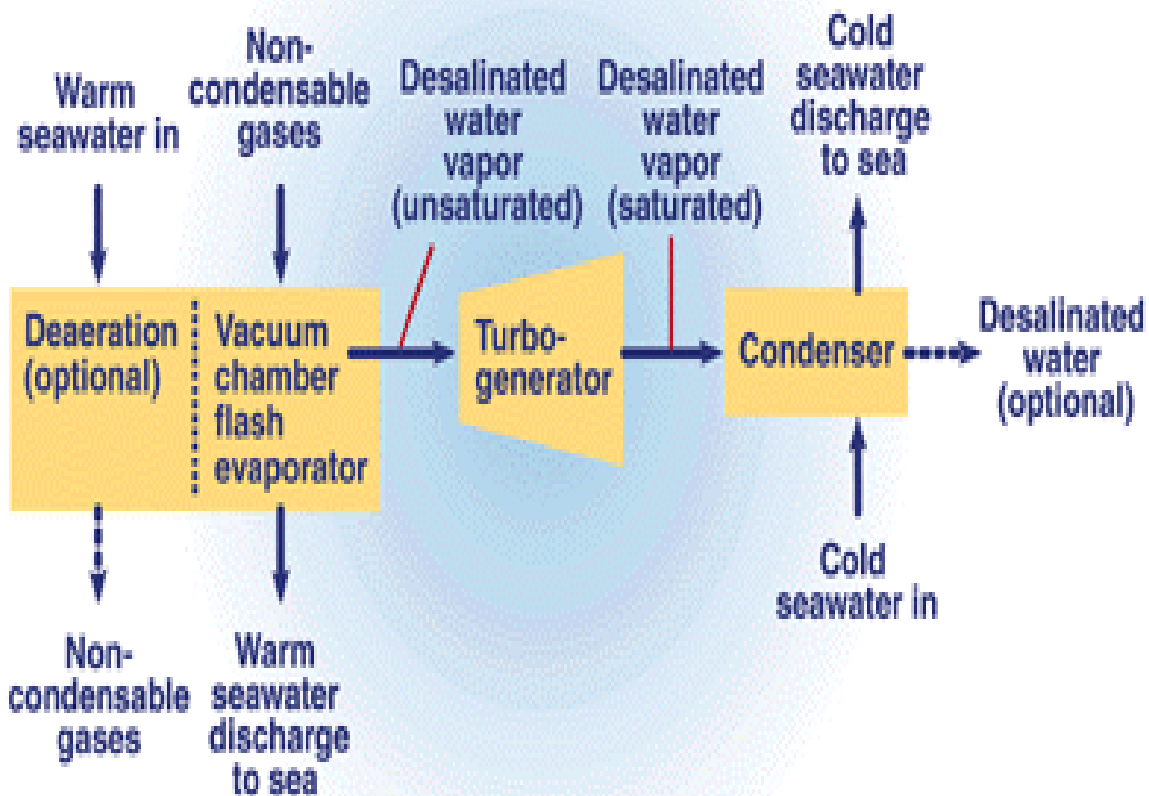 Warm
seawater in
Non-
condensable
gases
Desalinated
water
vapor
(unsaturated)
Desalinated
water
vapor
(saturated)
Cold
seawater
discharge
to sea
Deaeration
(optional)
Vacuum
chamber
flash
evaporator
Turbo-
generator
Condenser
Desalinated
water
(optional)
Non-
condensable
gases
Warm
seawater
discharge
to sea
Cold
seawater in